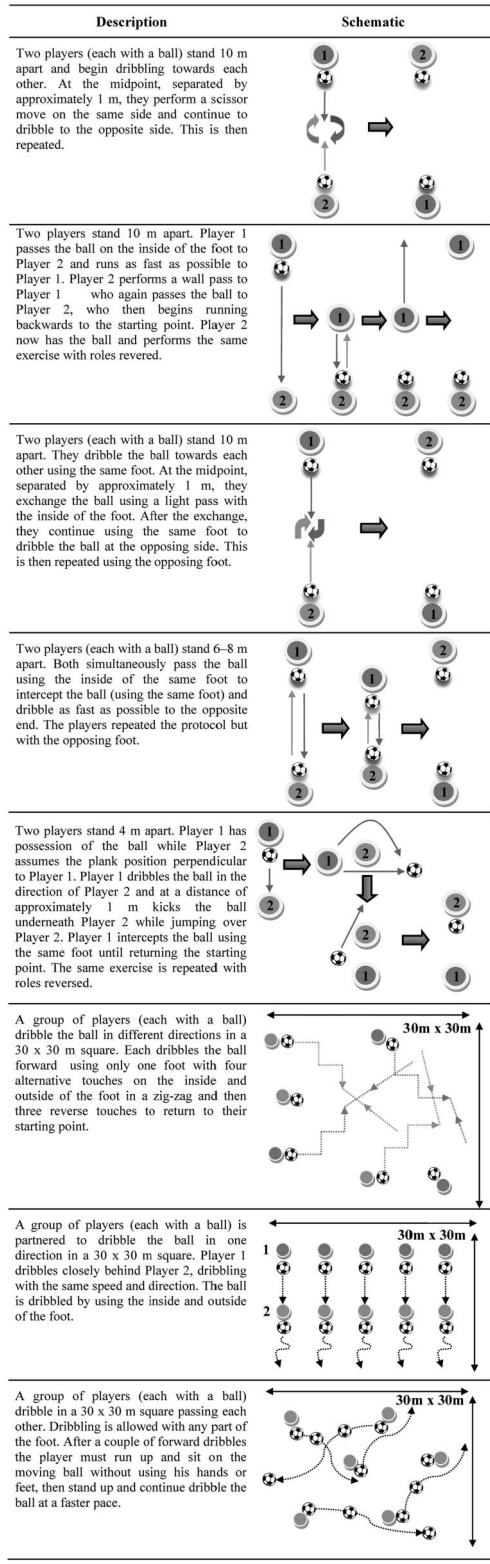 Description
Schematic
Two players (each with a ball) stand 10 m
apart and begin dribbling towards each
other. At the midpoint, separated by
approximately 1 m, they perform a scissor
move on the same side and continue to
dribble to the opposite side. This is then
repeated.
1 2
2 1
Two players stand 10 m apart. Player 1
passes the ball on the inside of the foot to
Player 2 and runs as fast as possible to
Player 1. Player 2 performs a wall pass to
Player 1 who again passes the ball to
Player 2, who then begins running
backwards to the starting point. Player 2
now has the ball and performs the same
exercise with roles revered.
1 1
1 1
2 2 2 2
Two players (each with a ball) stand 10 m
apart. They dribble the ball towards each
other using the same foot. At the midpoint,
separated by approximately 1 m, they
exchange the ball using a light pass with
the inside of the foot. After the exchange,
they continue using the same foot to
dribble the ball at the opposing side. This
is then repeated using the opposing foot.
1 2
2 1
Two players (each with a ball) stand 6–8 m
apart. Both simultaneously pass the ball
using the inside of the same foot to
intercept the ball (using the same foot) and
dribble as fast as possible to the opposite
end. The players repeated the protocol but
with the opposing foot.
1 2
1
2
2 1
Two players stand 4 m apart. Player 1 has
possession of the ball while Player 2
assumes the plank position perpendicular
to Player 1. Player 1 dribbles the ball in the
direction of Player 2 and at a distance of
approximately 1 m kicks the ball
underneath Player 2 while jumping over
Player 2. Player 1 intercepts the ball using
the same foot until returning the starting
point. The same exercise is repeated with
roles reversed.
1
1 2
2 2
2
1 1
A group of players (each with a ball)
dribble the ball in different directions in a
30 x 30 m square. Each dribbles the ball
forward using only one foot with four
alternative touches on the inside and
outside of the foot in a zig-zag and then
three reverse touches to return to their
starting point.
30m x 30m
A group of players (each with a ball) is
partnered to dribble the ball in one
direction in a 30 x 30 m square. Player 1
dribbles closely behind Player 2, dribbling
with the same speed and direction. The ball
is dribbled by using the inside and outside
of the foot.
30m x 30m
1
2
A group of players (each with a ball)
dribble in a 30 x 30 m square passing each
other. Dribbling is allowed with any part of
the foot. After a couple of forward dribbles
the player must run up and sit on the
moving ball without using his hands or
feet, then stand up and continue dribble the
ball at a faster pace.
30m x 30m